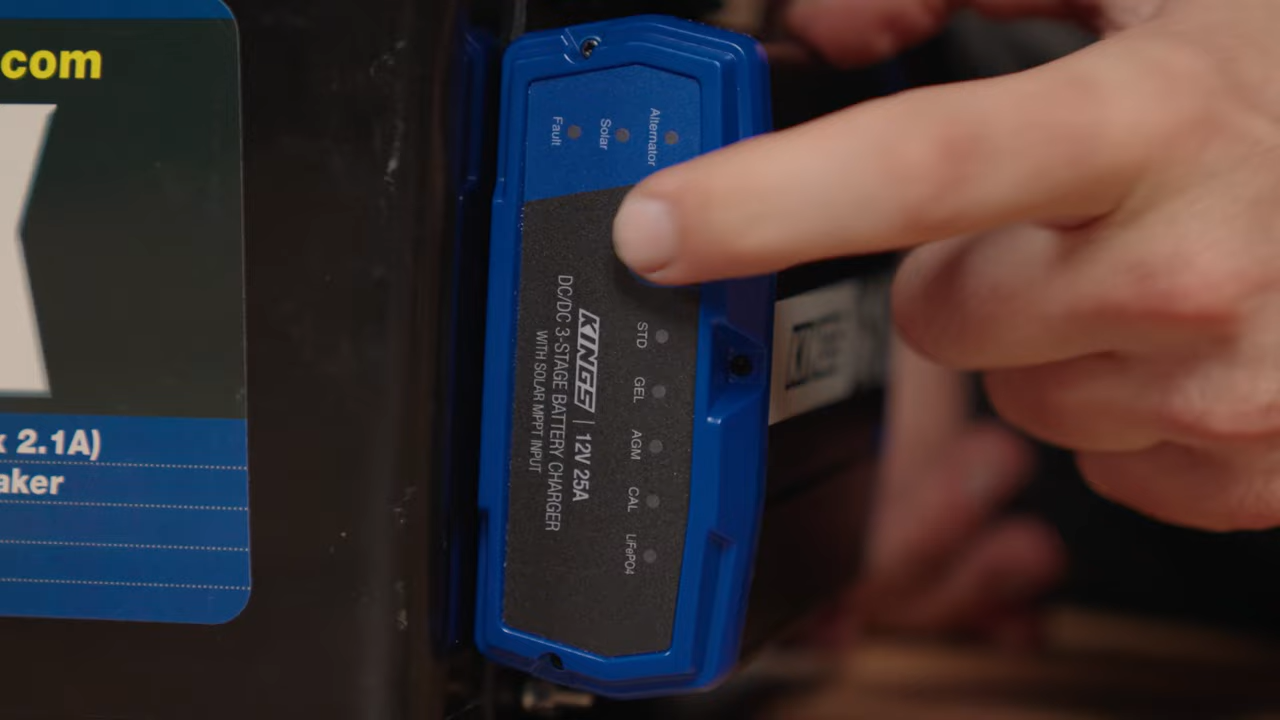 com
x 2.1A)
aker
Alternator
Solar
Fault
STD
GEL
AGM
CAL
LiFePO4
KINGS | 12V 25A
DC/DC 3-STAGE BATTERY CHARGER
WITH SOLAR MPPT INPUT